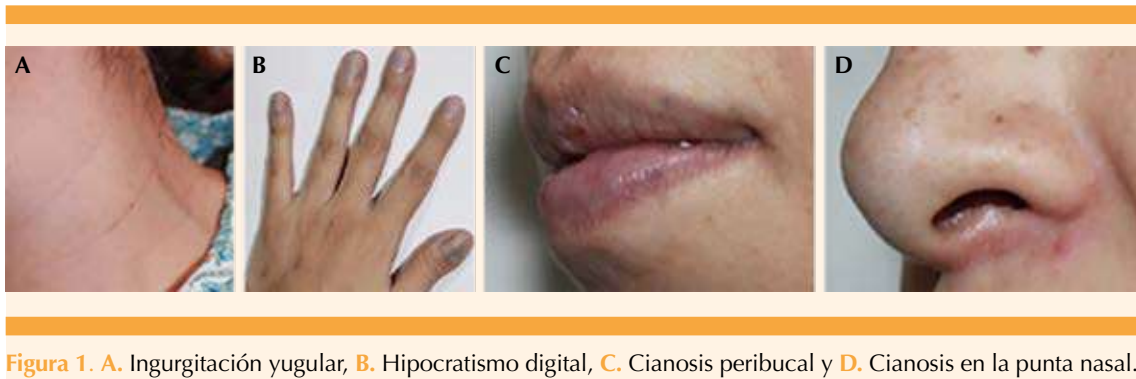 A
B
C
D
Figura 1. A. Ingurgitación yugular, B. Hipocratismo digital, C. Cianosis peribucal y D. Cianosis en la punta nasal.